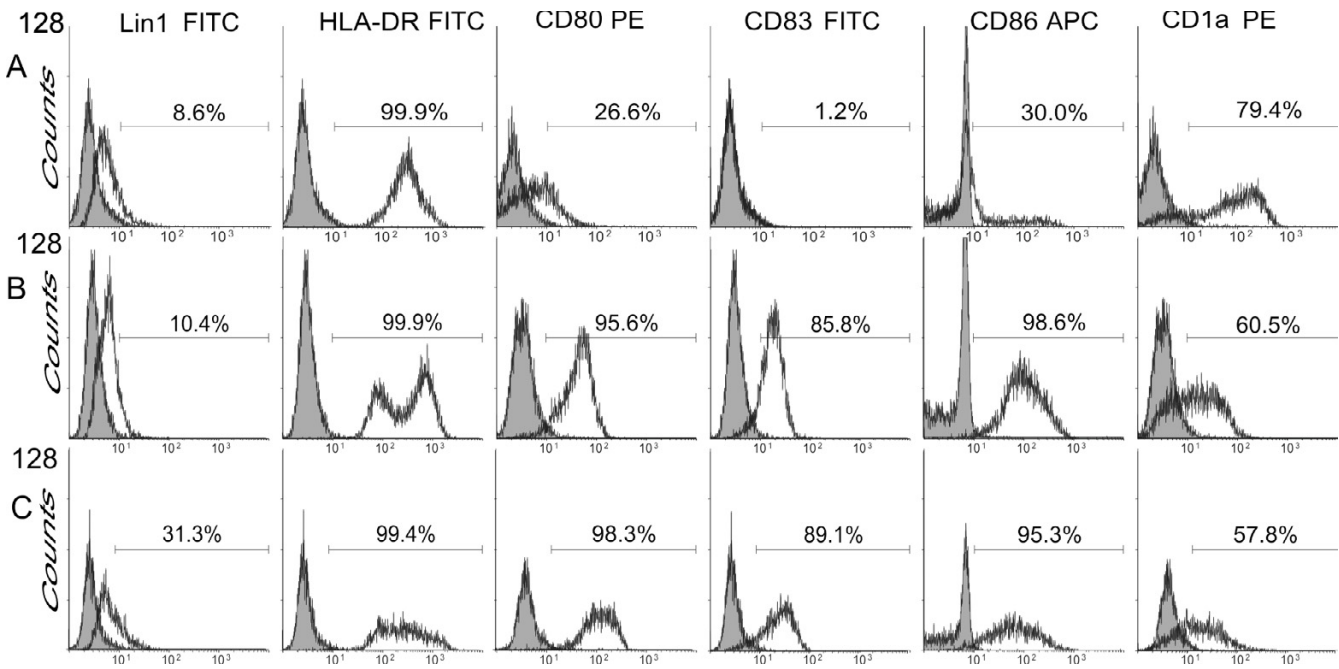 128 Lin1 FITC HLA-DR FITC CD80 PE CD83 FITC CD86 APC CD1a PE
A
Counts
8.6% 99.9% 26.6% 1.2% 30.0% 79.4%
10¹ 10² 10³ 10¹ 10² 10³ 10¹ 10² 10³ 10¹ 10² 10³ 10¹ 10² 10³ 10¹ 10² 10³
128
B
Counts
10.4% 99.9% 95.6% 85.8% 98.6% 60.5%
10¹ 10² 10³ 10¹ 10² 10³ 10¹ 10² 10³ 10¹ 10² 10³ 10¹ 10² 10³ 10¹ 10² 10³
128
C
Counts
31.3% 99.4% 98.3% 89.1% 95.3% 57.8%
10¹ 10² 10³ 10¹ 10² 10³ 10¹ 10² 10³ 10¹ 10² 10³ 10¹ 10² 10³ 10¹ 10² 10³